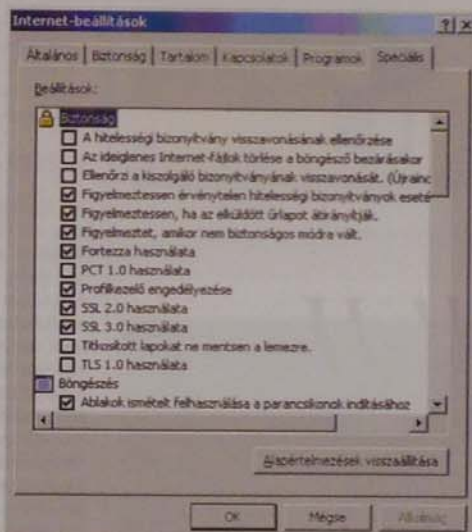 Internet-beállítások
Általános Biztonság Tartalom Kapcsolatok Programok Speciális
Beállítások:
Biztonság
A hitelességi bizonyítvány visszavonásának ellenőrzése
Az ideiglenes Internet-fájlok törlése a böngésző bezárásakor
Ellenőrzi a kiszolgáló bizonyítványának visszavonását. (Újrainc
Figyelmeztessen érvénytelen hitelességi bizonyítványok eseté
Figyelmeztessen, ha az elküldött űrlapot átirányítják.
Figyelmeztet, amikor nem biztonságos módra vált.
Fortezza használata
PCT 1.0 használata
Profilkezelő engedélyezése
SSL 2.0 használata
SSL 3.0 használata
Titkosított lapokat ne mentsen a lemezre.
TLS 1.0 használata
Böngészés
Ablakok ismételt felhasználása a parancsikonok indításához
Alapértelmezések visszaállítása
OK Mégse Alkalmaz